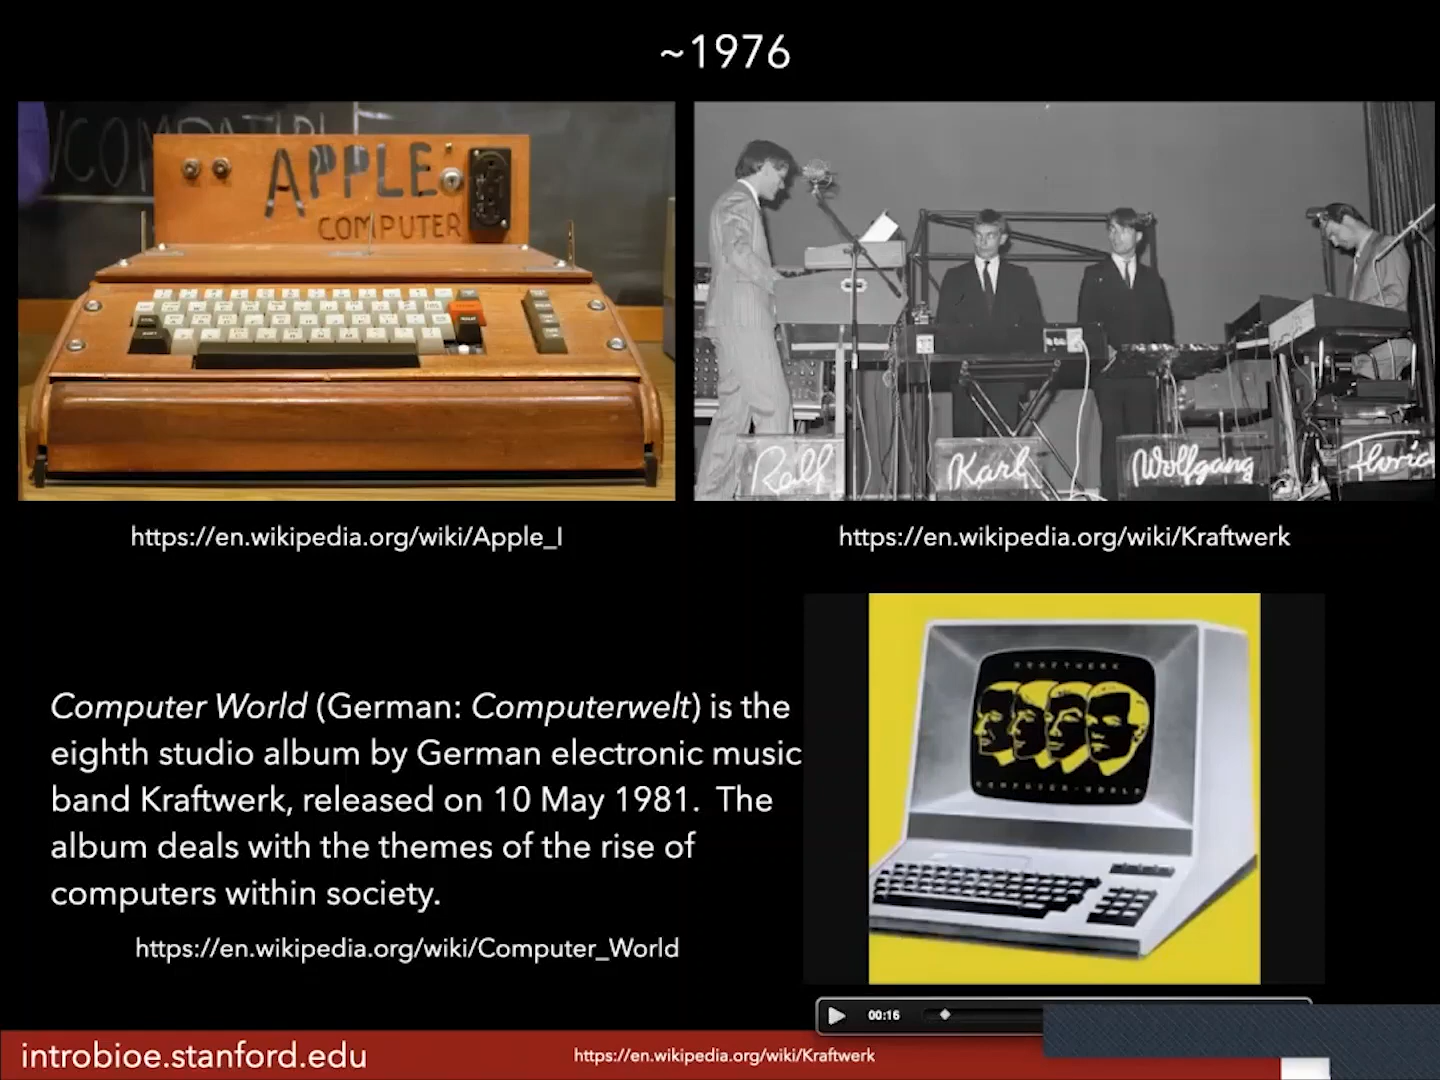 ~1976
APPLE
COMPUTER
Ralf
Karl
Wolfgang
https://en.wikipedia.org/wiki/Apple_I
https://en.wikipedia.org/wiki/Kraftwerk
KRAFTWERK
COMPUTER-WORLD
Computer World (German: Computerwelt) is the
eighth studio album by German electronic music
band Kraftwerk, released on 10 May 1981.  The
album deals with the themes of the rise of
computers within society.
https://en.wikipedia.org/wiki/Computer_World
00:16
introbioe.stanford.edu
https://en.wikipedia.org/wiki/Kraftwerk